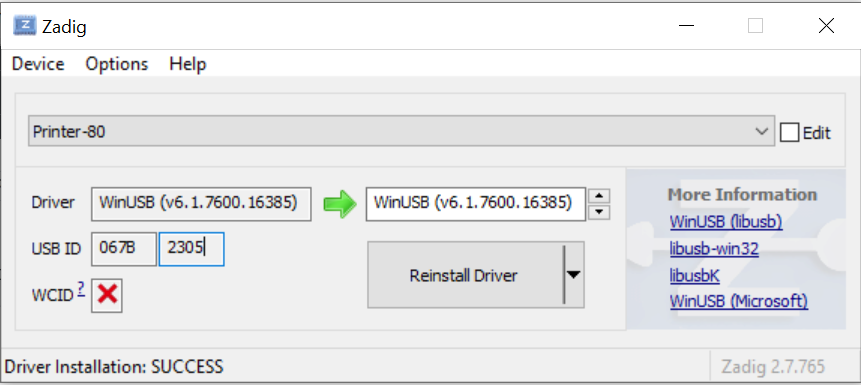 Zadig
Device Options Help
Printer-80 Edit
Driver WinUSB (v6.1.7600.16385) WinUSB (v6.1.7600.16385)
USB ID 067B 2305
WCID ?
Reinstall Driver
More Information
WinUSB (libusb)
libusb-win32
libusbK
WinUSB (Microsoft)
Driver Installation: SUCCESS Zadig 2.7.765